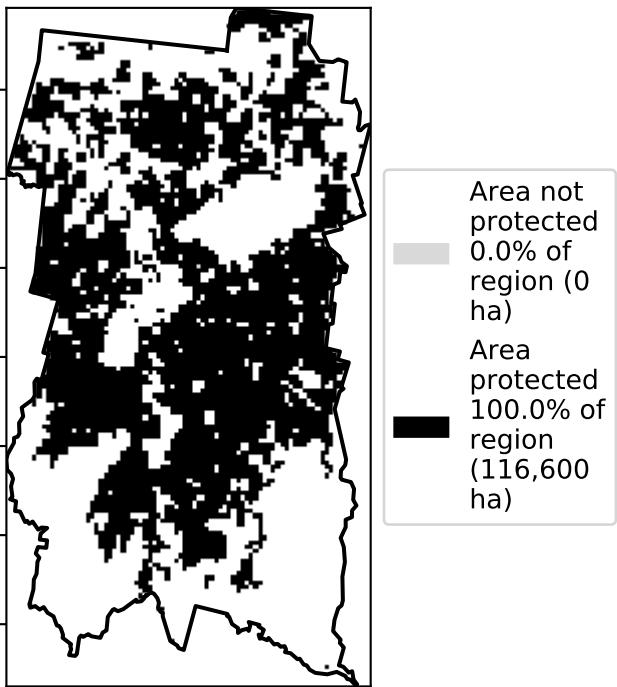 Area not
protected
0.0% of
region (0
ha)
Area
protected
100.0% of
region
(116,600
ha)